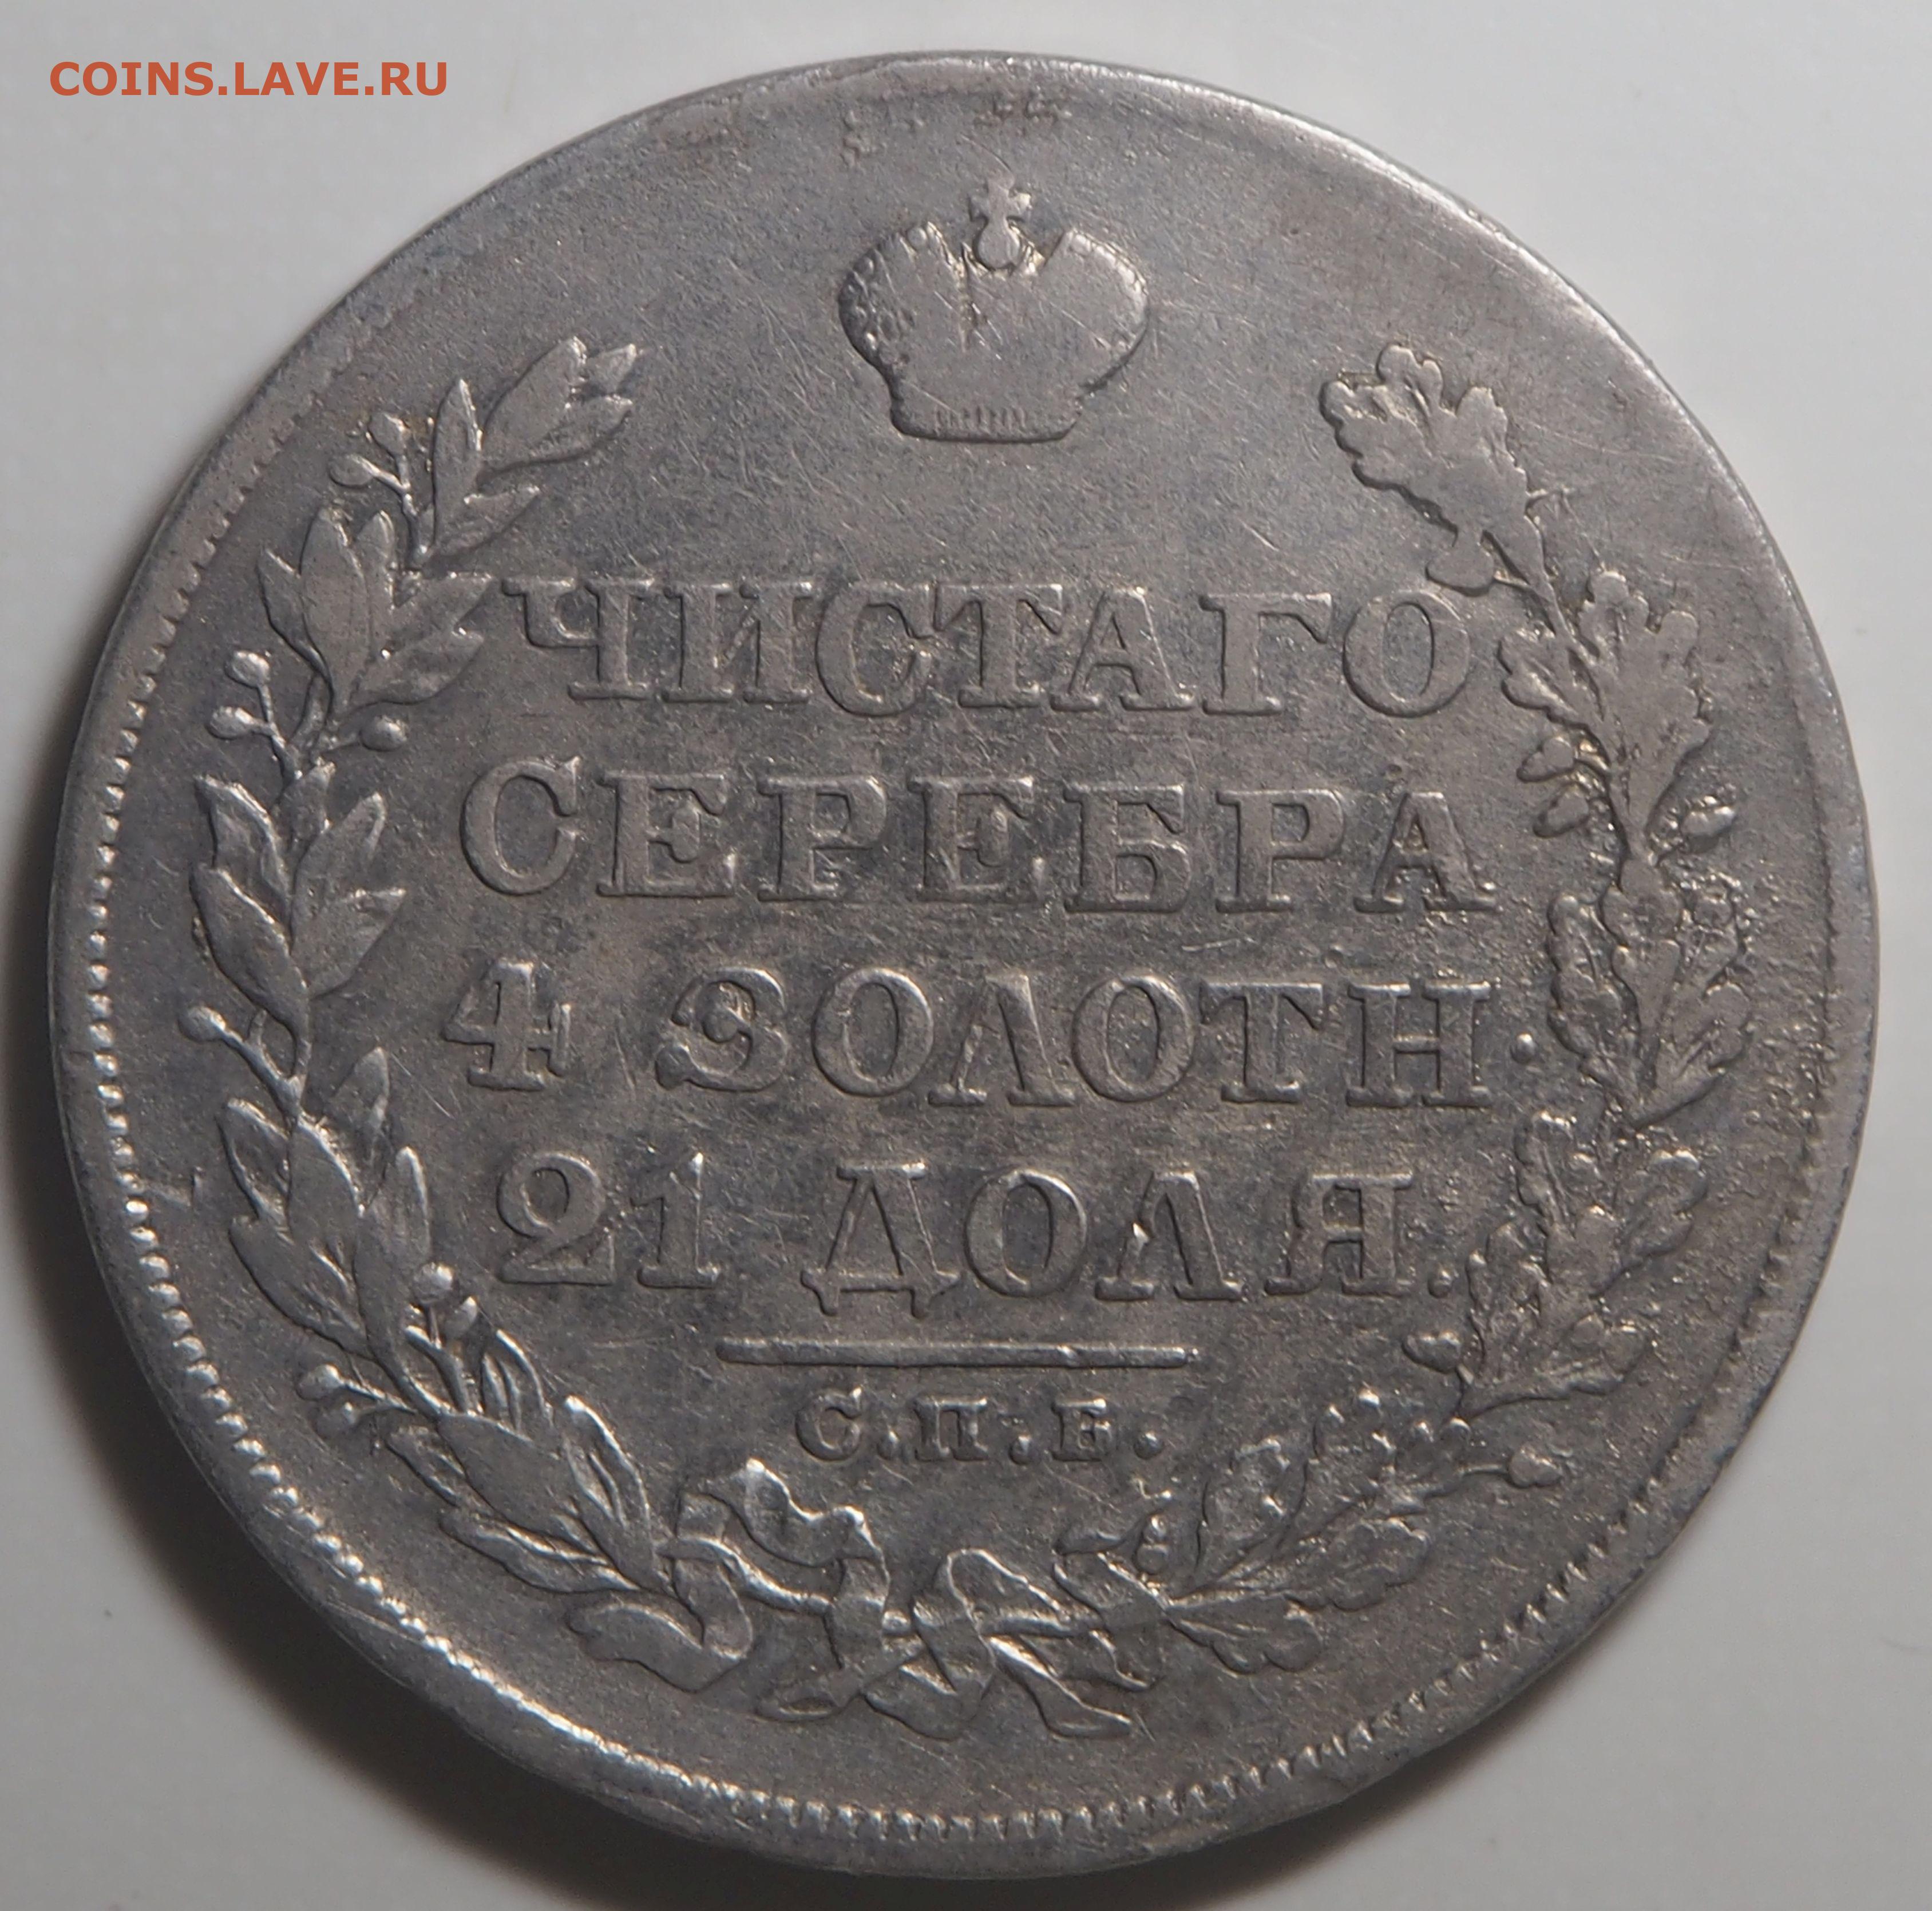 COINS.LAVE.RU
ЧИСТАГО
СЕРЕБРА
4 ЗОЛОТН.
21 ДОЛЯ.
С.П.Б.